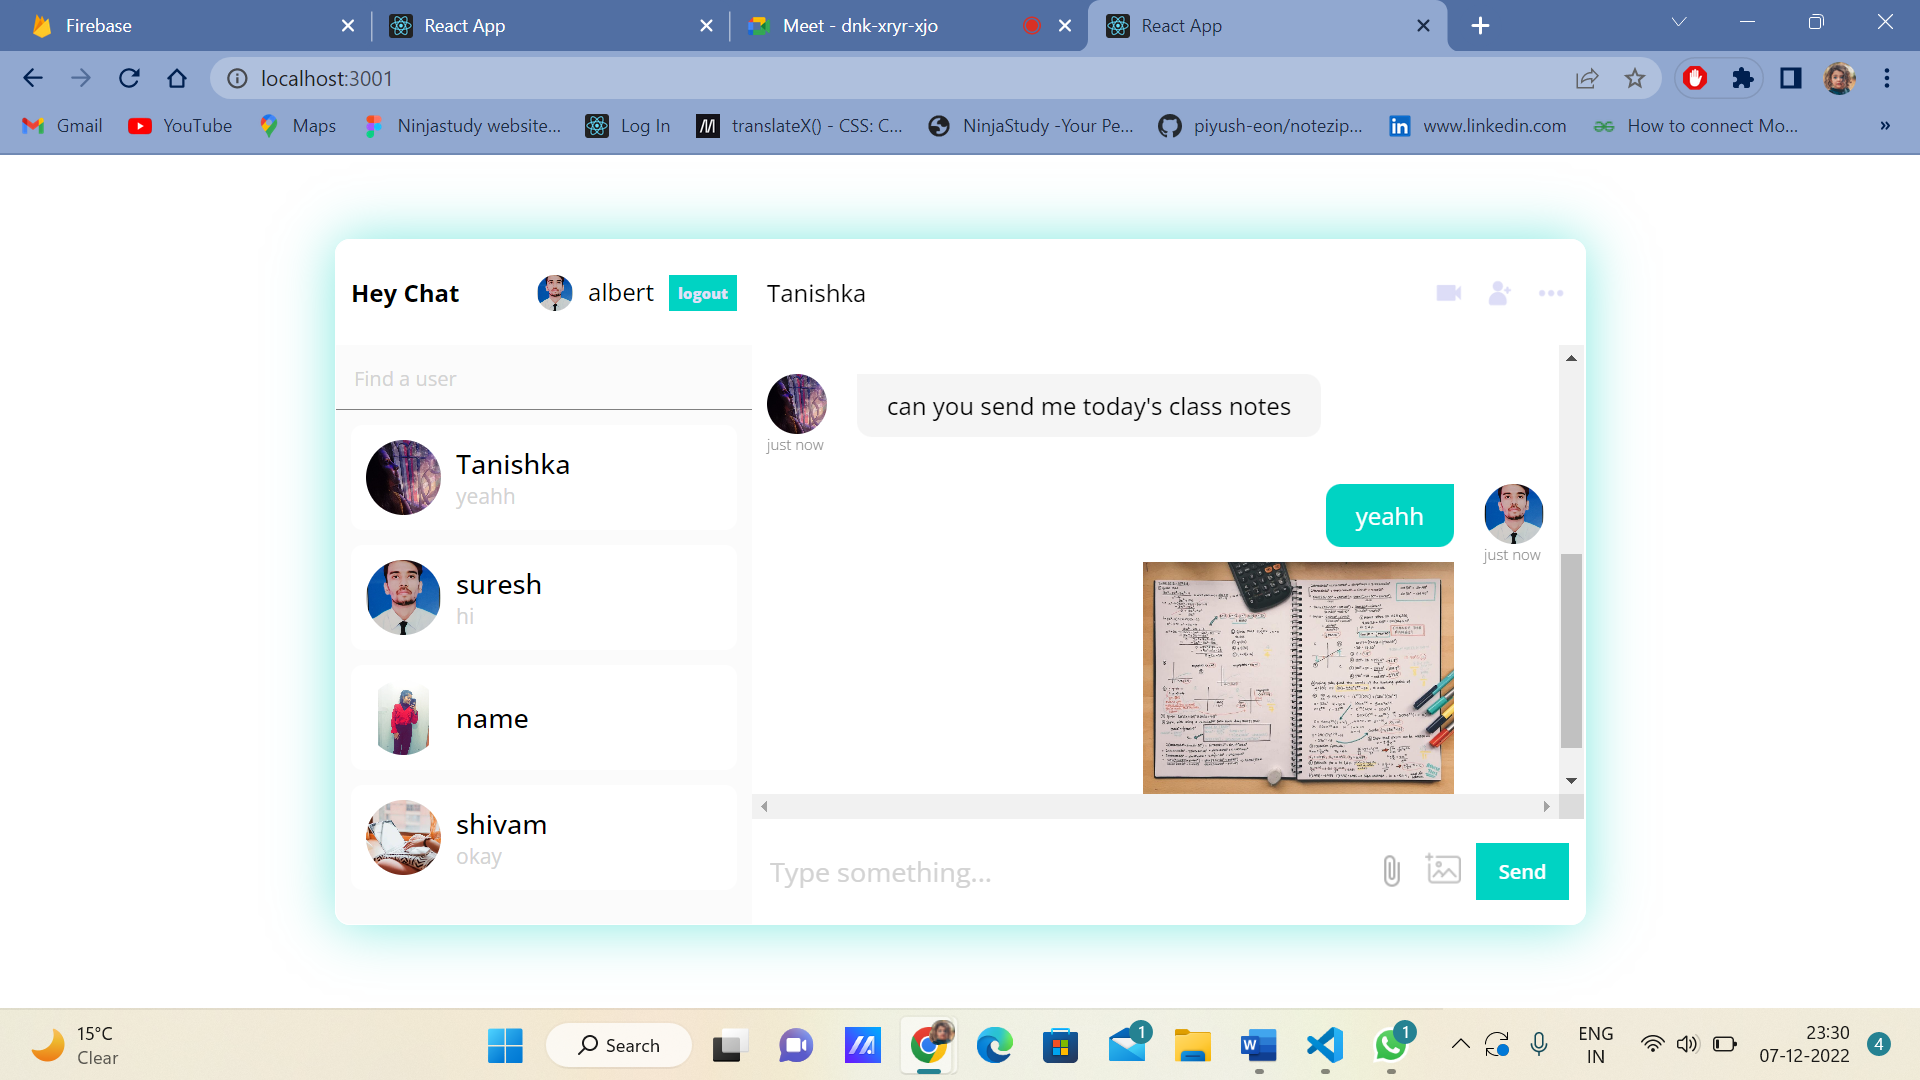 Firebase
React App
Meet - dnk-xryr-xjo
React App
localhost:3001
Gmail
YouTube
Maps
Ninjastudy website...
Log In
translateX() - CSS: C...
NinjaStudy -Your Pe...
piyush-eon/notezip...
www.linkedin.com
How to connect Mo...
»
Hey Chat
albert
logout
Tanishka
Find a user
Tanishka
yeahh
suresh
hi
name
shivam
okay
can you send me today's class notes
just now
yeahh
just now
Type something...
Send
15°C
Clear
Search
1
1
ENG
IN
23:30
07-12-2022
4